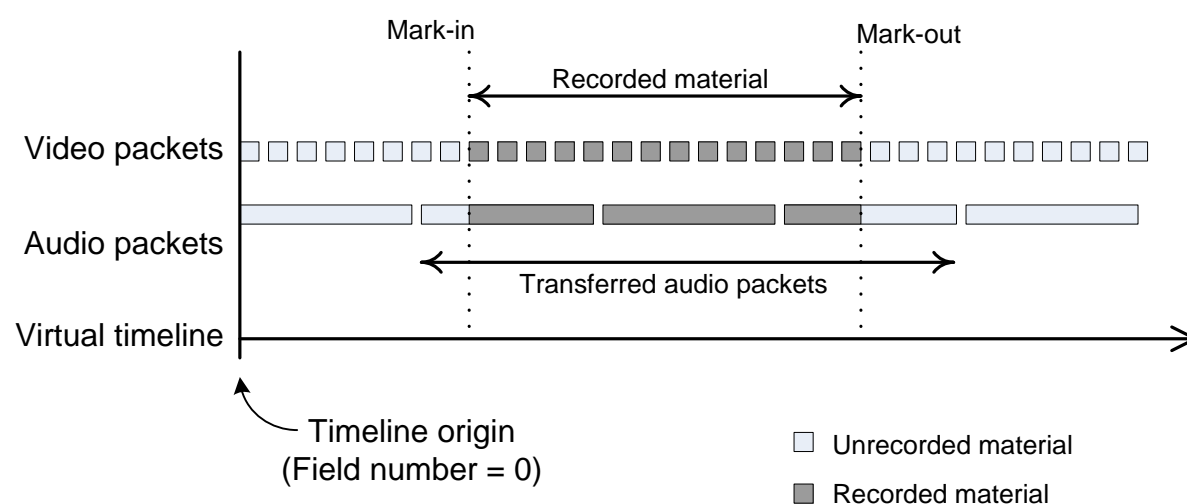 Mark-in
Mark-out
Recorded material
Video packets
Audio packets
Transferred audio packets
Virtual timeline
Timeline origin
(Field number = 0)
Unrecorded material
Recorded material